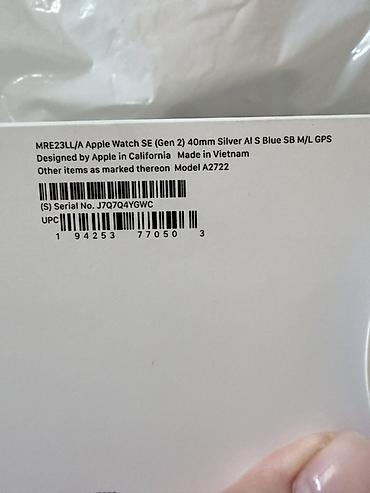 MRE23LL/A Apple Watch SE (Gen 2) 40mm Silver Al S Blue SB M/L GPS
Designed by Apple in California Made in Vietnam
Other items as marked thereon Model A2722
(S) Serial No. J7Q7Q4YGWC
UPC
1 94253 77050 3